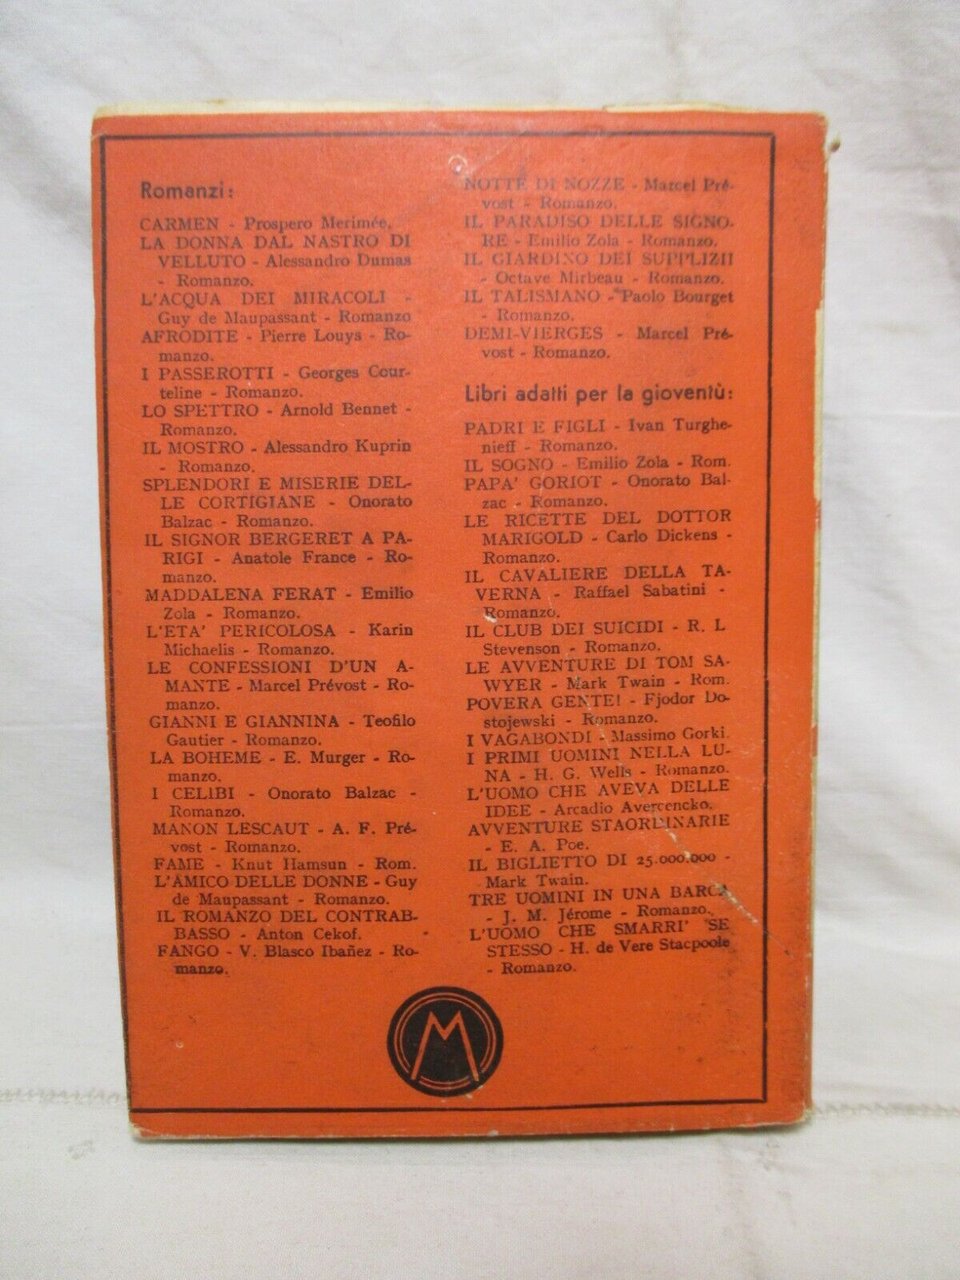 Romanzi:
CARMEN - Prospero Merimée.
LA DONNA DAL NASTRO DI
VELLUTO - Alessandro Dumas
- Romanzo.
L'ACQUA DEI MIRACOLI -
Guy de Maupassant - Romanzo
AFRODITE - Pierre Louys - Ro-
manzo.
I PASSEROTTI - Georges Cour-
teline - Romanzo.
LO SPETTRO - Arnold Bennet -
Romanzo.
IL MOSTRO - Alessandro Kuprin
- Romanzo.
SPLENDORI E MISERIE DEL-
LE CORTIGIANE - Onorato
Balzac - Romanzo.
IL SIGNOR BERGERET A PA-
RIGI - Anatole France - Ro-
manzo.
MADDALENA FERAT - Emilio
Zola - Romanzo.
L'ETA' PERICOLOSA - Karin
Michaelis - Romanzo.
LE CONFESSIONI D'UN A-
MANTE - Marcel Prévost - Ro-
manzo.
GIANNI E GIANNINA - Teofilo
Gautier - Romanzo.
LA BOHEME - E. Murger - Ro-
manzo.
I CELIBI - Onorato Balzac -
Romanzo.
MANON LESCAUT - A. F. Pré-
vost - Romanzo.
FAME - Knut Hamsun - Rom.
L'AMICO DELLE DONNE - Guy
de Maupassant - Romanzo.
IL ROMANZO DEL CONTRAB-
BASSO - Anton Cekof.
FANGO - V. Blasco Ibañez - Ro-
manzo.
NOTTE DI NOZZE - Marcel Pré-
vost - Romanzo.
IL PARADISO DELLE SIGNO-
RE - Emilio Zola - Romanzo.
IL GIARDINO DEI SUPPLIZII
- Octave Mirbeau - Romanzo.
IL TALISMANO - Paolo Bourget
- Romanzo.
DEMI-VIERGES - Marcel Pré-
vost - Romanzo.
Libri adatti per la gioventù:
PADRI E FIGLI - Ivan Turghe-
nieff - Romanzo.
IL SOGNO - Emilio Zola - Rom.
PAPA' GORIOT - Onorato Bal-
zac - Romanzo.
LE RICETTE DEL DOTTOR
MARIGOLD - Carlo Dickens -
Romanzo.
IL CAVALIERE DELLA TA-
VERNA - Raffael Sabatini -
Romanzo.
IL CLUB DEI SUICIDI - R. L
Stevenson - Romanzo.
LE AVVENTURE DI TOM SA-
WYER - Mark Twain - Rom.
POVERA GENTE! - Fjodor Do-
stojewski - Romanzo.
I VAGABONDI - Massimo Gorki.
I PRIMI UOMINI NELLA LU-
NA - H. G. Wells - Romanzo.
L'UOMO CHE AVEVA DELLE
IDEE - Arcadio Avercencko.
AVVENTURE STAORDINARIE
- E. A. Poe.
IL BIGLIETTO DI 25.000.000 -
Mark Twain.
TRE UOMINI IN UNA BARCA
- J. M. Jérome - Romanzo.
L'UOMO CHE SMARRI' SE
STESSO - H. de Vere Stacpoole
- Romanzo.
M